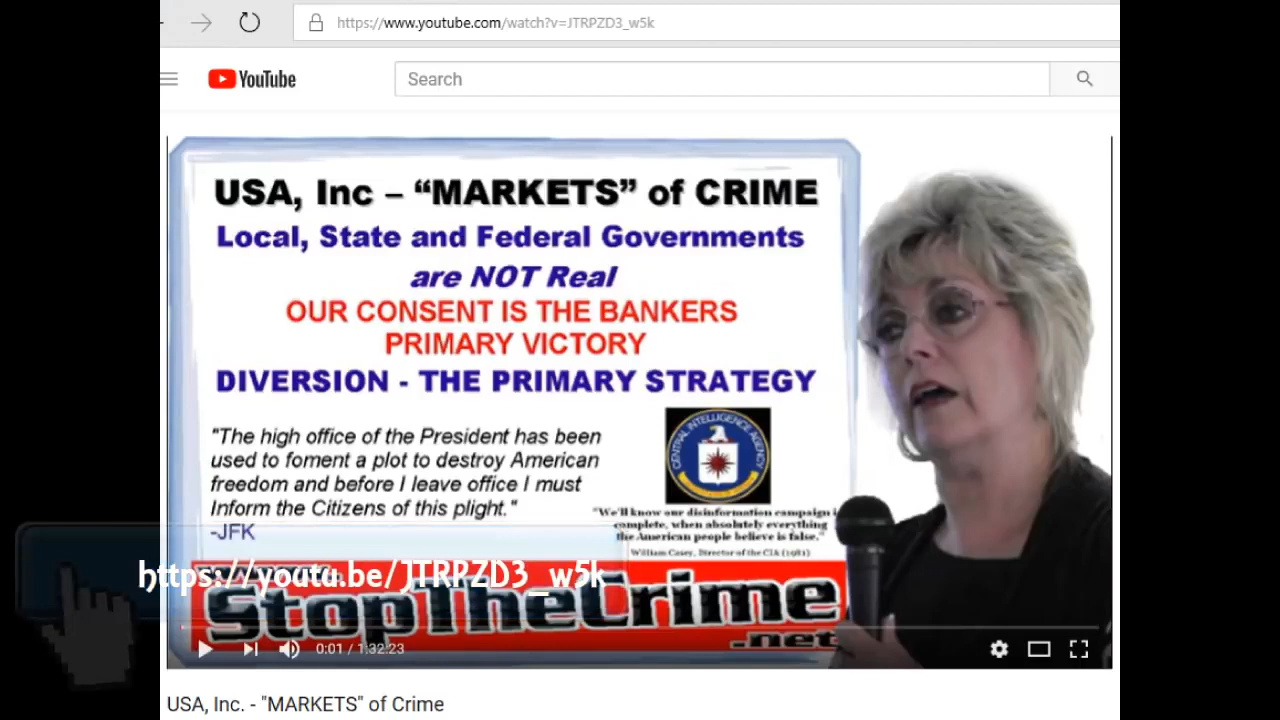 https://www.youtube.com/watch?v=JTRPZD3_w5k
YouTube
Search
USA, Inc – “MARKETS” of CRIME
Local, State and Federal Governments
are NOT Real
OUR CONSENT IS THE BANKERS
PRIMARY VICTORY
DIVERSION - THE PRIMARY STRATEGY
"The high office of the President has been
used to foment a plot to destroy American
freedom and before I leave office I must
Inform the Citizens of this plight."
-JFK
CENTRAL INTELLIGENCE AGENCY
"We'll know our disinformation campaign i
complete, when absolutely everything
the American people believe is false."
William Casey, Director of the CIA (1981)
https://youtu.be/JTRPZD3_w5k
StopTheCrime
.net
0:01 / 1:32:23
USA, Inc. - "MARKETS" of Crime